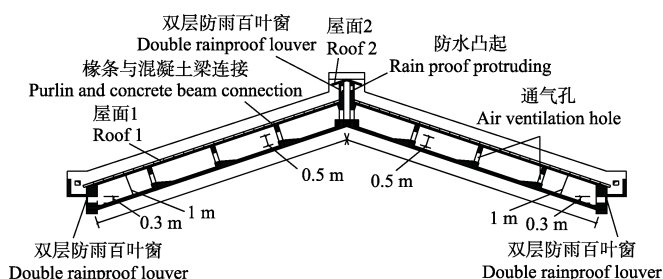 双层防雨百叶窗
Double rainproof louver
屋面2
Roof 2
防水凸起
Rain proof protruding
椽条与混凝土梁连接
Purlin and concrete beam connection
通气孔
Air ventilation hole
屋面1
Roof 1
0.5 m
0.5 m
1 m
0.3 m
1 m
0.3 m
双层防雨百叶窗
Double rainproof louver
双层防雨百叶窗
Double rainproof louver